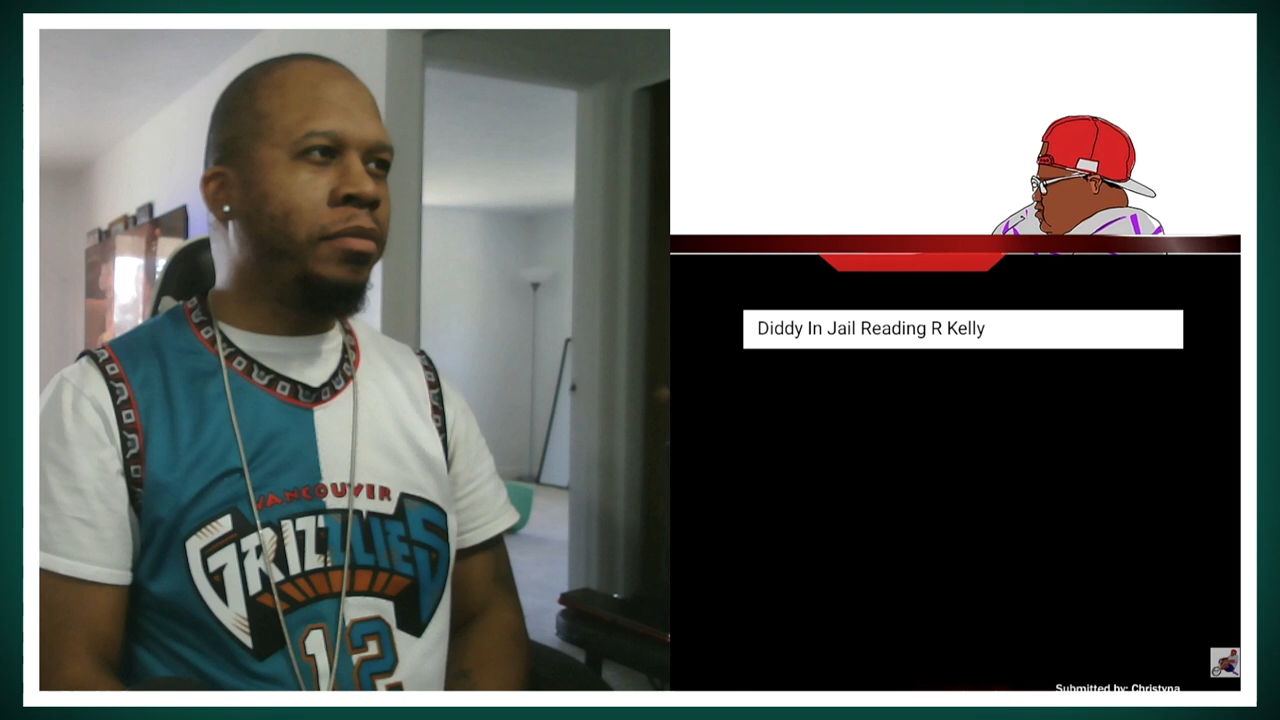 Diddy In Jail Reading R Kelly
VANCOUVER
GRIZZLIES
12
Submitted by: Christyna